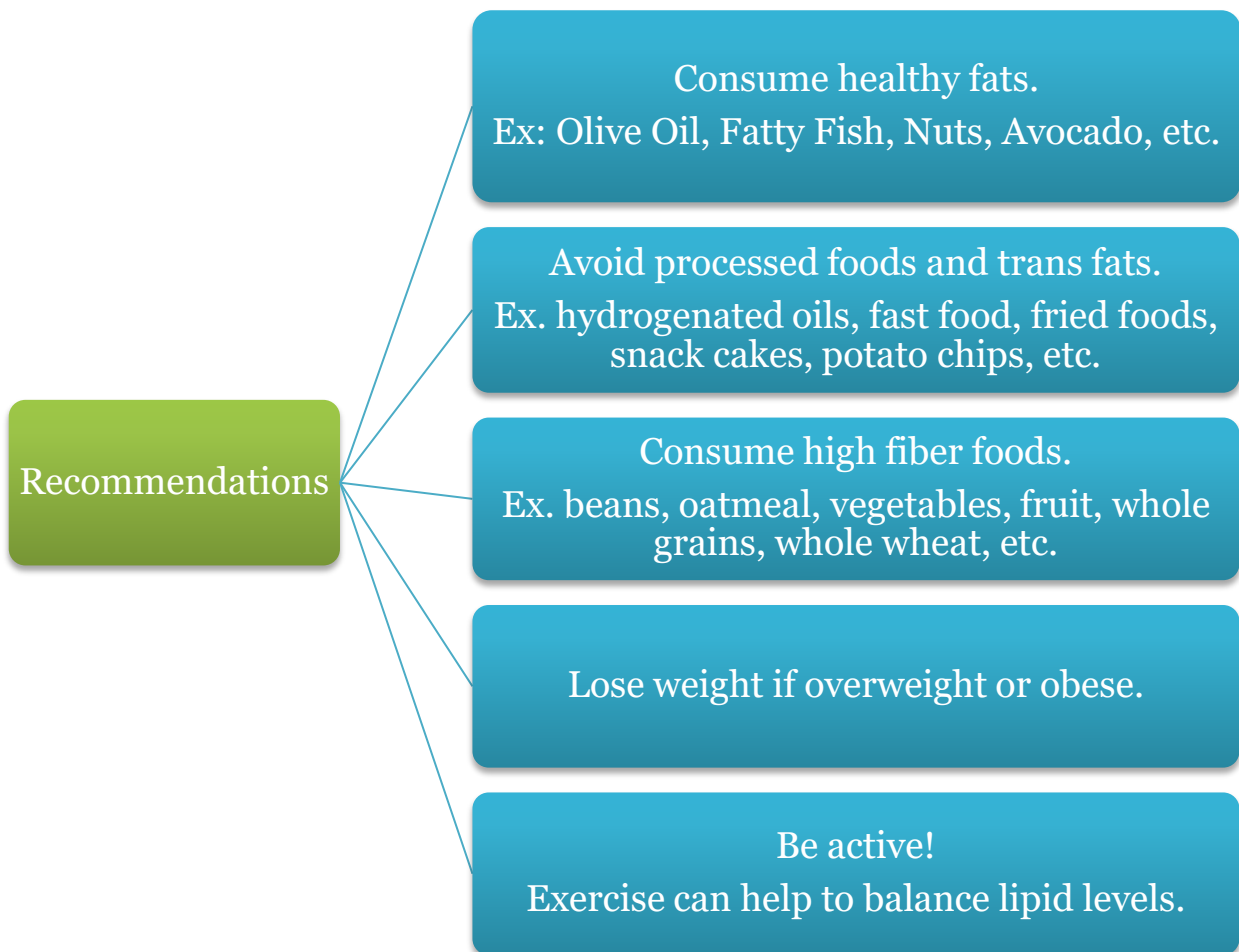 Recommendations
Consume healthy fats.
Ex: Olive Oil, Fatty Fish, Nuts, Avocado, etc.
Avoid processed foods and trans fats.
Ex. hydrogenated oils, fast food, fried foods,
snack cakes, potato chips, etc.
Consume high fiber foods.
Ex. beans, oatmeal, vegetables, fruit, whole
grains, whole wheat, etc.
Lose weight if overweight or obese.
Be active!
Exercise can help to balance lipid levels.